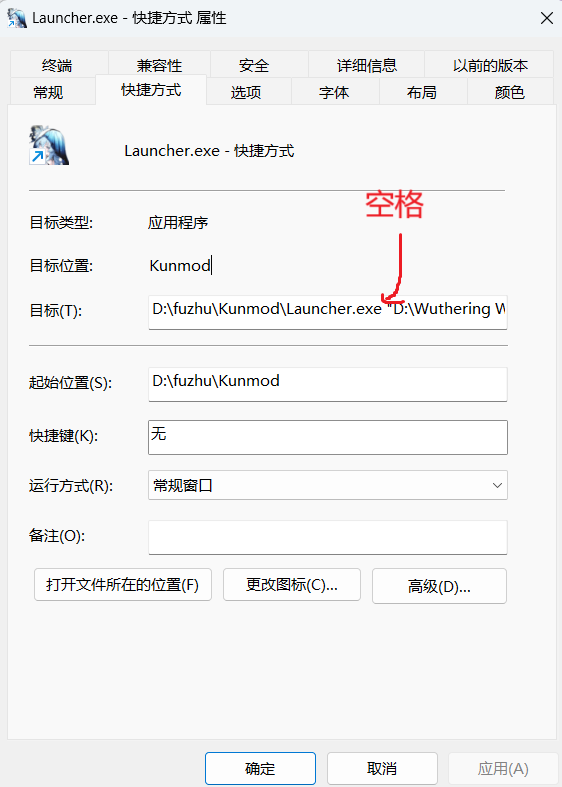 Launcher.exe - 快捷方式 属性
终端 兼容性 安全 详细信息 以前的版本
常规 快捷方式 选项 字体 布局 颜色
Launcher.exe - 快捷方式
空格
目标类型: 应用程序
目标位置: Kunmod
目标(T): D:\fuzhu\Kunmod\Launcher.exe "D:\Wuthering W
起始位置(S): D:\fuzhu\Kunmod
快捷键(K): 无
运行方式(R): 常规窗口
备注(O):
打开文件所在的位置(F) 更改图标(C)... 高级(D)...
确定 取消 应用(A)